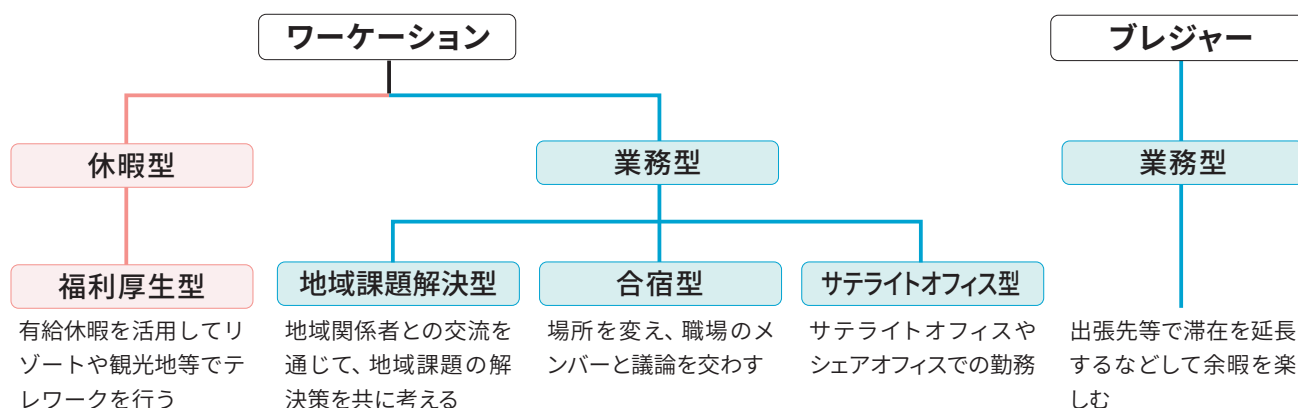 ワーケーション
ブレジャー
休暇型
業務型
業務型
福利厚生型
地域課題解決型
合宿型
サテライトオフィス型
有給休暇を活用してリ
ゾートや観光地等でテ
レワークを行う
地域関係者との交流を
通じて、地域課題の解
決策を共に考える
場所を変え、職場のメ
ンバーと議論を交わす
サテライトオフィスや
シェアオフィスでの勤務
出張先等で滞在を延長
するなどして余暇を楽
しむ